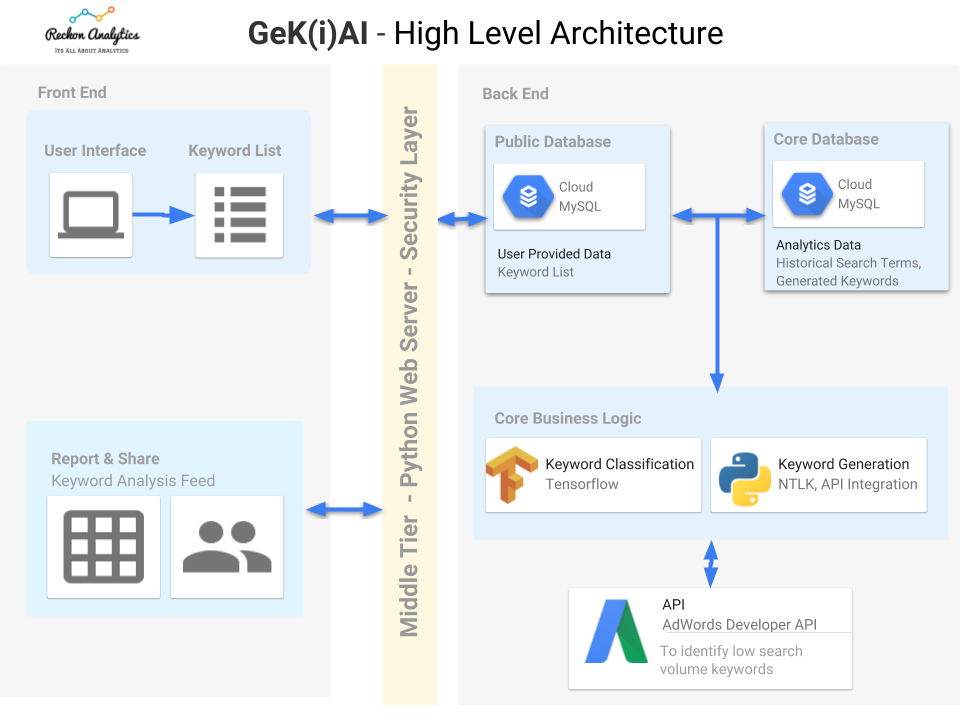 Reckon Analytics
ITS ALL ABOUT ANALYTICS
GeK(i)AI - High Level Architecture
Front End
User Interface
Keyword List
Report & Share
Keyword Analysis Feed
Middle Tier - Python Web Server - Security Layer
Back End
Public Database
Cloud
MySQL
User Provided Data
Keyword List
Core Database
Cloud
MySQL
Analytics Data
Historical Search Terms,
Generated Keywords
Core Business Logic
Keyword Classification
Tensorflow
Keyword Generation
NTLK, API Integration
API
AdWords Developer API
To identify low search
volume keywords